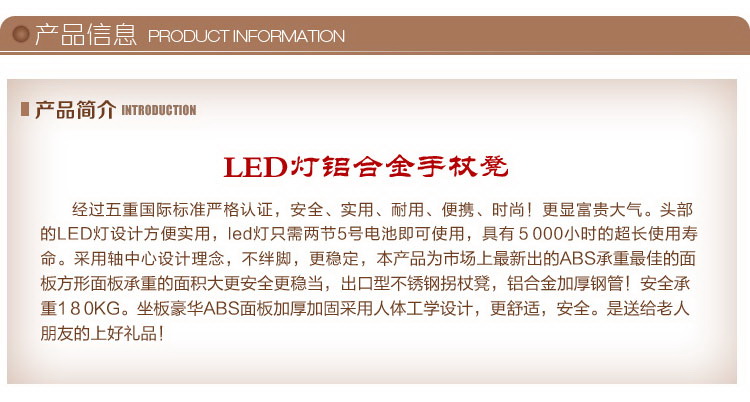 产品信息 PRODUCT INFORMATION
产品简介 INTRODUCTION
LED灯铝合金手杖凳
经过五重国际标准严格认证，安全、实用、耐用、便携、时尚！更显富贵大气。头部
的LED灯设计方便实用，led灯只需两节5号电池即可使用，具有５000小时的超长使用寿
命。采用轴中心设计理念，不绊脚，更稳定，本产品为市场上最新出的ABS承重最佳的面
板方形面板承重的面积大更安全更稳当，出口型不锈钢拐杖凳，铝合金加厚钢管！安全承
重1８0KG。坐板豪华ABS面板加厚加固采用人体工学设计，更舒适，安全。是送给老人
朋友的上好礼品！